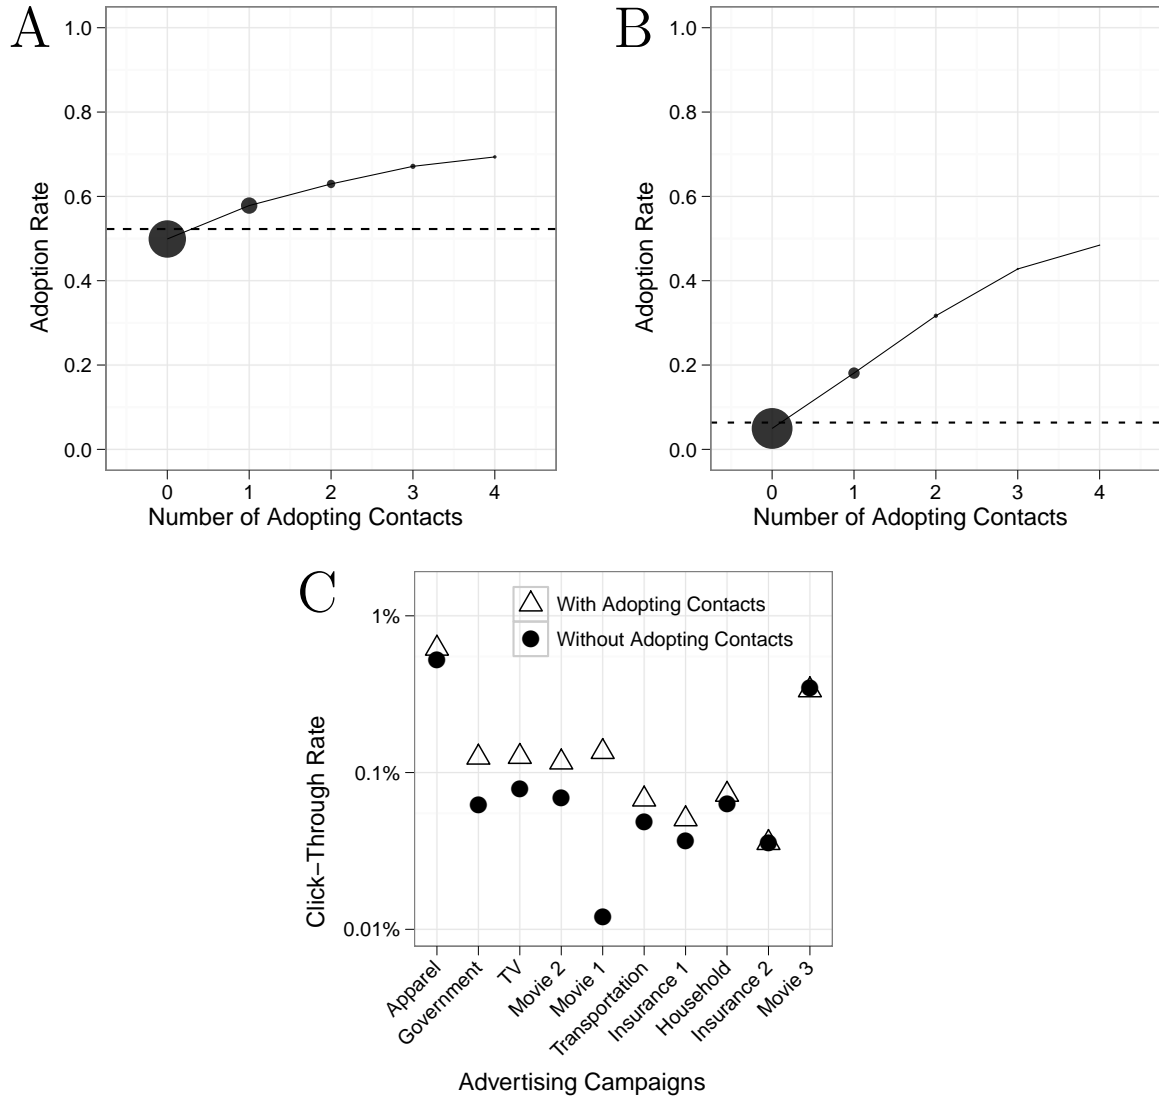 A
1.0
0.8
0.6
0.4
0.2
0.0
Adoption Rate
0 1 2 3 4
Number of Adopting Contacts
B
1.0
0.8
0.6
0.4
0.2
0.0
Adoption Rate
0 1 2 3 4
Number of Adopting Contacts
C
With Adopting Contacts
Without Adopting Contacts
1%
0.1%
0.01%
Click−Through Rate
Apparel
Government
TV
Movie 2
Movie 1
Transportation
Insurance 1
Household
Insurance 2
Movie 3
Advertising Campaigns